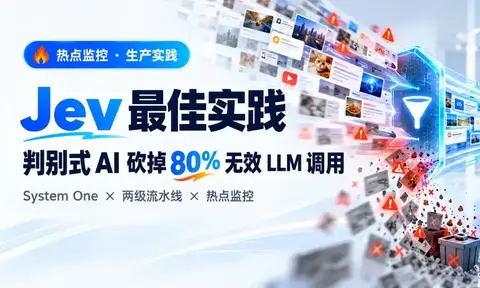 热点监控 · 生产实践
Jev 最佳实践
判别式 AI 砍掉 80% 无效 LLM 调用
System One × 两级流水线 × 热点监控